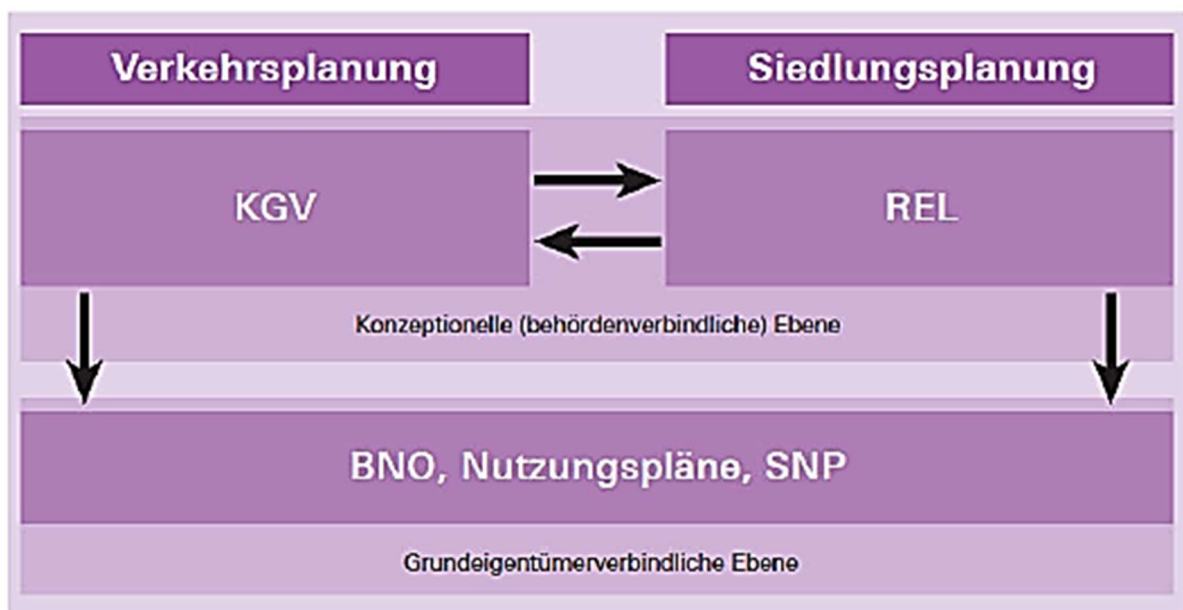 Verkehrsplanung
Siedlungsplanung
KGV
REL
Konzeptionelle (behördenverbindliche) Ebene
BNO, Nutzungspläne, SNP
Grundeigentümerverbindliche Ebene